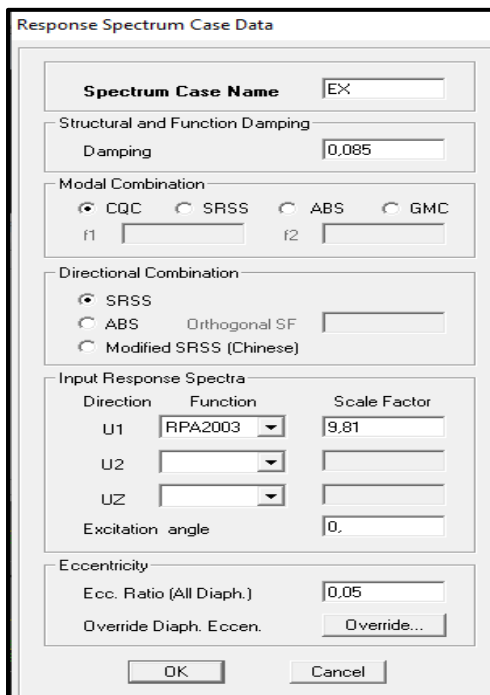 Response Spectrum Case Data
Spectrum Case Name EX
Structural and Function Damping
Damping 0,085
Modal Combination
CQC SRSS ABS GMC
f1 f2
Directional Combination
SRSS
ABS Orthogonal SF
Modified SRSS (Chinese)
Input Response Spectra
Direction Function Scale Factor
U1 RPA2003 9,81
U2
UZ
Excitation angle 0,
Eccentricity
Ecc. Ratio (All Diaph.) 0,05
Override Diaph. Eccen. Override...
OK Cancel